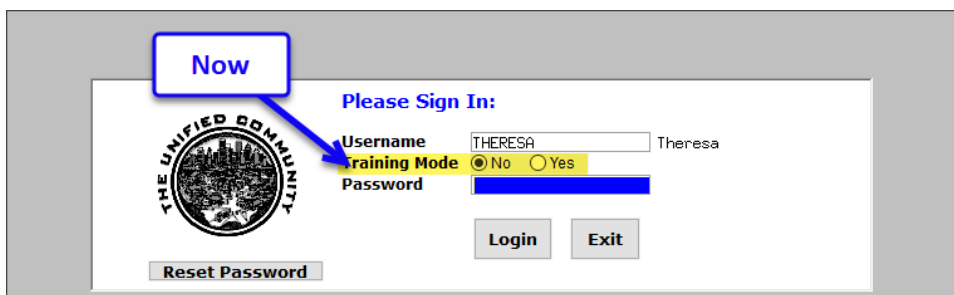 Now
Please Sign In:
THE UNIFIED COMMUNITY
Username THERESA Theresa
Training Mode No Yes
Password
Login Exit
Reset Password